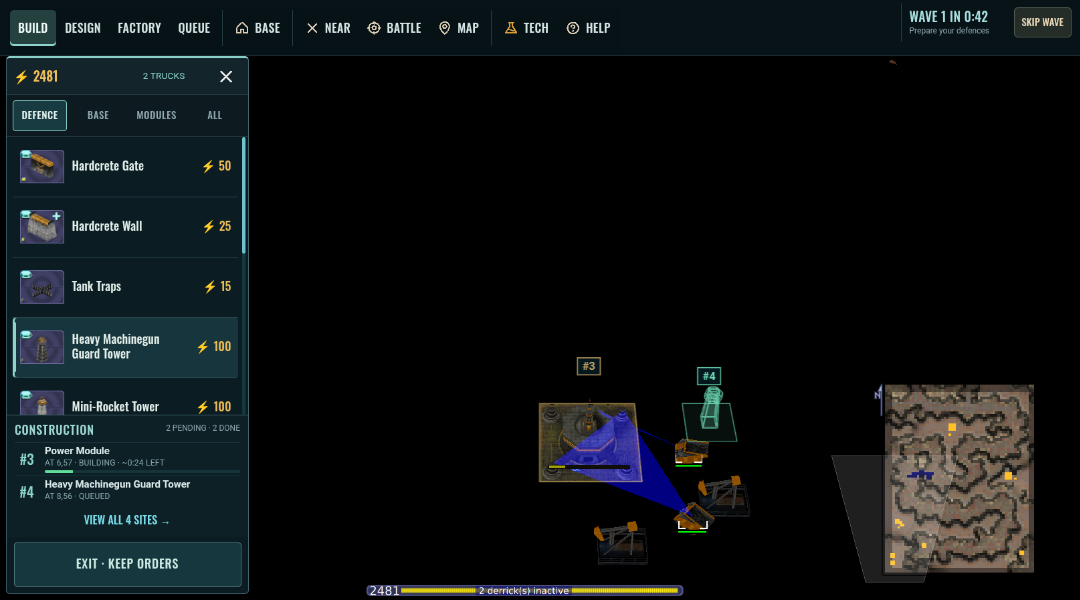 BUILD DESIGN FACTORY QUEUE BASE NEAR BATTLE MAP TECH HELP
WAVE 1 IN 0:42
Prepare your defences
SKIP WAVE
2481 2 TRUCKS
DEFENCE BASE MODULES ALL
Hardcrete Gate 50
Hardcrete Wall 25
Tank Traps 15
Heavy Machinegun
Guard Tower 100
Mini-Rocket Tower 100
CONSTRUCTION 2 PENDING · 2 DONE
#3 Power Module
AT 6,57 · BUILDING · ~0:24 LEFT
#4 Heavy Machinegun Guard Tower
AT 8,56 · QUEUED
VIEW ALL 4 SITES →
EXIT · KEEP ORDERS
#3
#4
N
2481 2 derrick(s) inactive